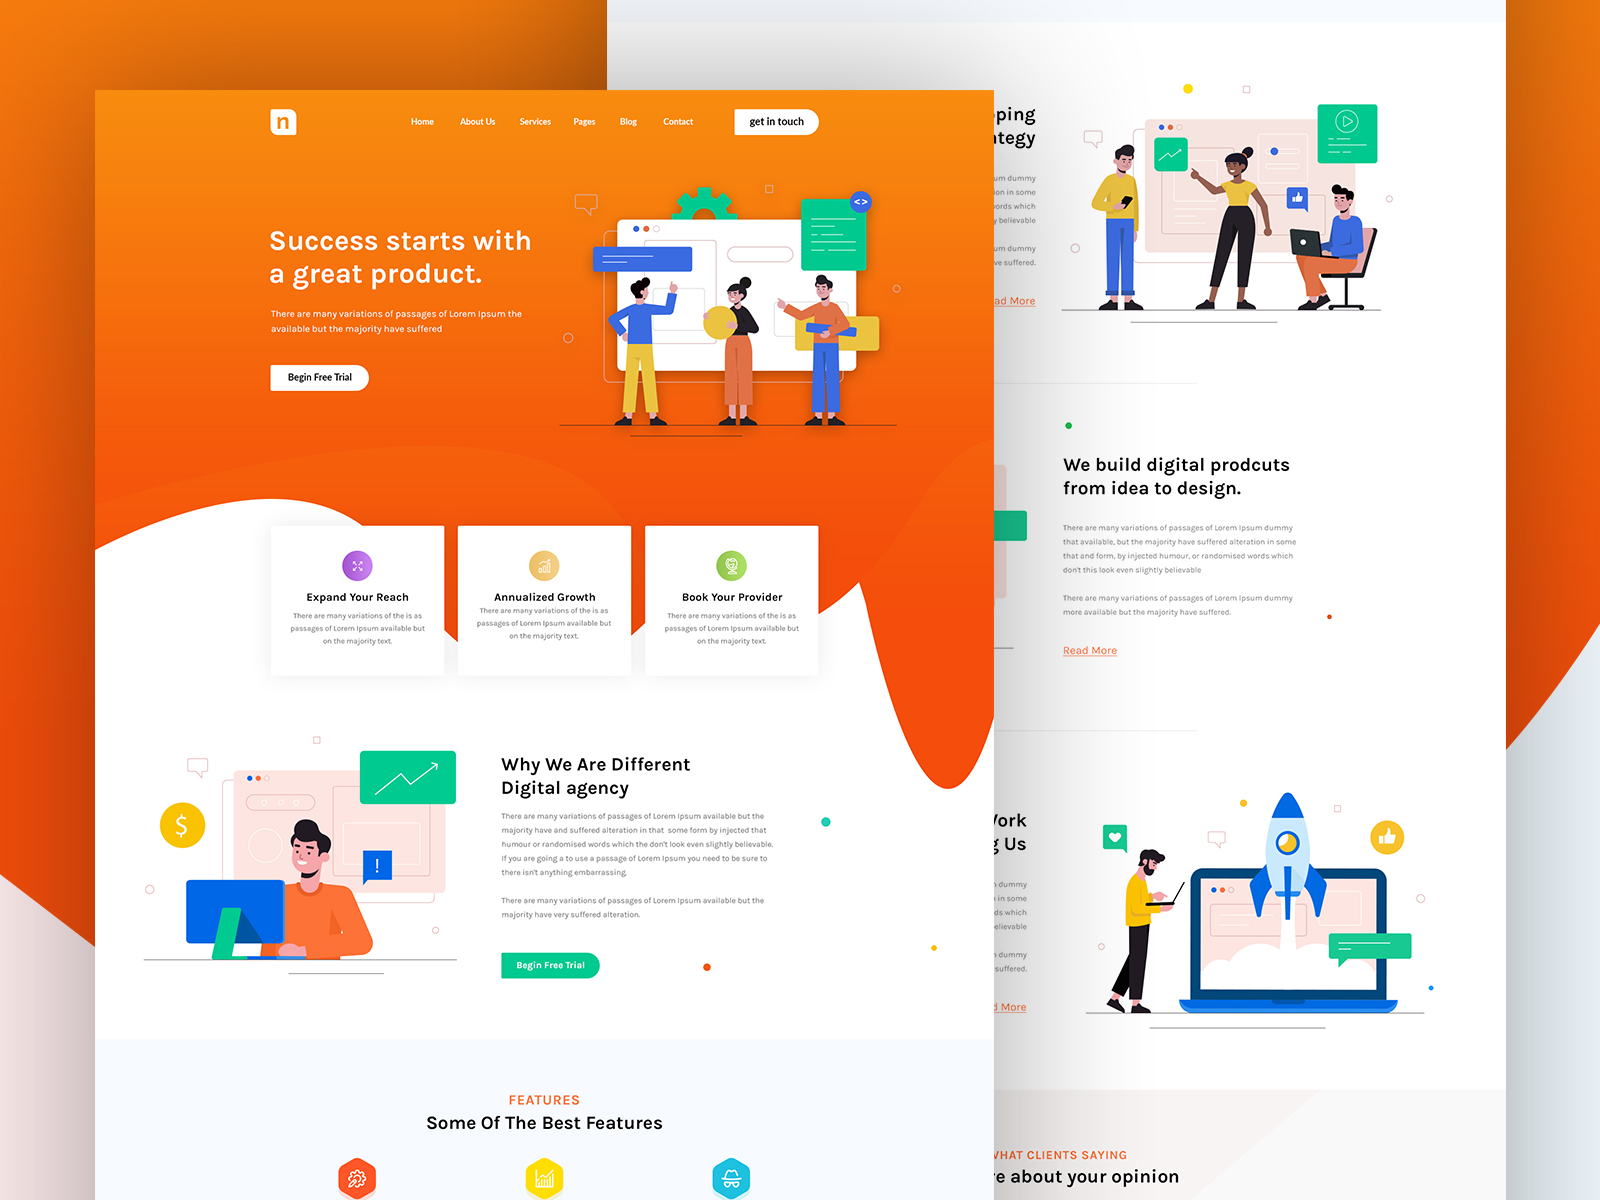 n
Home About Us Services Pages Blog Contact get in touch
Success starts with
a great product.
There are many variations of passages of Lorem Ipsum the
available but the majority have suffered
Begin Free Trial
<>
Expand Your Reach
There are many variations of the is as
passages of Lorem Ipsum available but
on the majority text.
Annualized Growth
There are many variations of the is as
passages of Lorem Ipsum available but
on the majority text.
Book Your Provider
There are many variations of the is as
passages of Lorem Ipsum available but
on the majority text.
$
!
Why We Are Different
Digital agency
There are many variations of passages of Lorem Ipsum available but the
majority have and suffered alteration in that some form by injected that
humour or randomised words which the don't look even slightly believable.
If you are going a to use a passage of Lorem Ipsum you need to be sure to
there isn't anything embarrassing.
There are many variations of passages of Lorem Ipsum available but the
majority have very suffered alteration.
Begin Free Trial
FEATURES
Some Of The Best Features
ping
tegy
um dummy
on in some
ords which
y believable
um dummy
ve suffered.
ad More
We build digital prodcuts
from idea to design.
There are many variations of passages of Lorem Ipsum dummy
that available, but the majority have suffered alteration in some
that and form, by injected humour, or randomised words which
don't this look even slightly believable
There are many variations of passages of Lorem Ipsum dummy
more available but the majority have suffered.
Read More
Work
g Us
n dummy
in some
ds which
elievable
m dummy
suffered.
d More
WHAT CLIENTS SAYING
re about your opinion